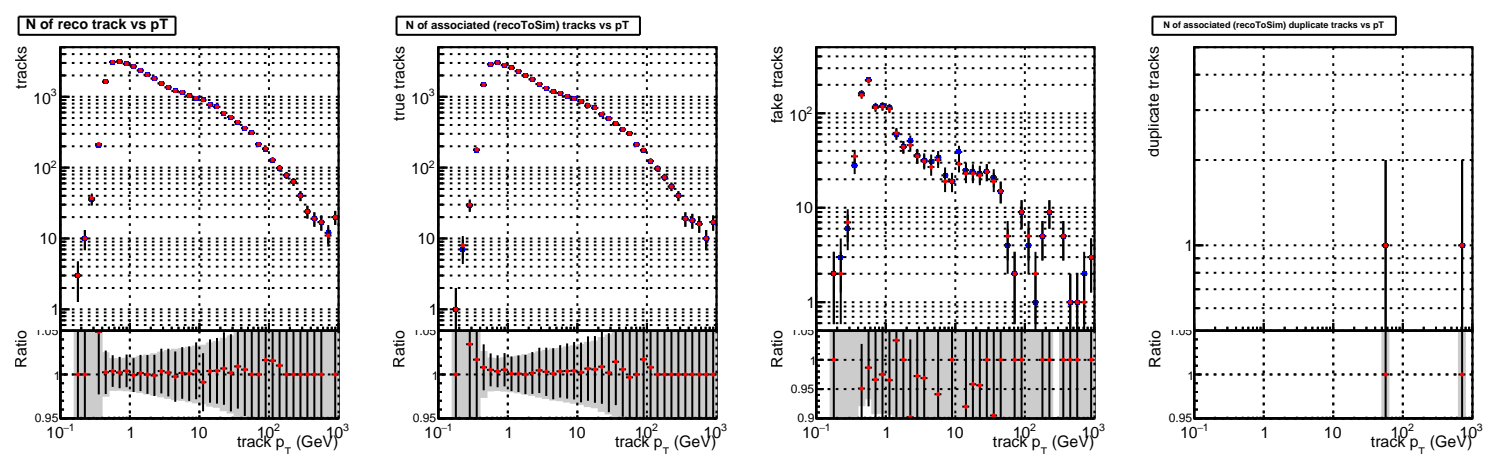 N of reco track vs pT
tracks
10³
10²
10
1
Ratio
1.05
1
0.95
10⁻¹ 1 10 10² 10³
track p_T (GeV)
N of associated (recoToSim) tracks vs pT
true tracks
10³
10²
10
1
Ratio
1.05
1
0.95
10⁻¹ 1 10 10² 10³
track p_T (GeV)
fake tracks
10²
10
1
Ratio
1
0.95
0.9
10⁻¹ 1 10 10² 10³
track p_T (GeV)
N of associated (recoToSim) duplicate tracks vs pT
duplicate tracks
1
Ratio
1.05
1
0.95
10⁻¹ 1 10 10² 10³
track p_T (GeV)